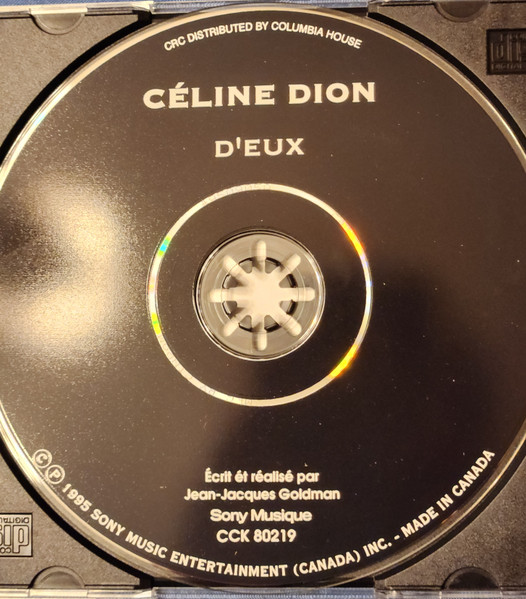 CRC DISTRIBUTED BY COLUMBIA HOUSE
CÉLINE DION
D'EUX
Écrit ét réalisé par
Jean-Jacques Goldman
Sony Musique
CCK 80219
Ⓒ Ⓟ 1995 SONY MUSIC ENTERTAINMENT (CANADA) INC. - MADE IN CANADA